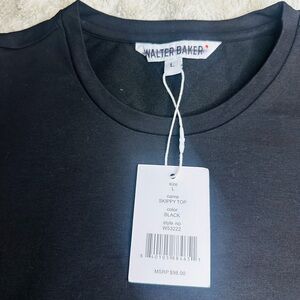 WALTER BAKER
L
size
L
name
SKIPPY TOP
color
BLACK
style no
W53222
MSRP $98.00